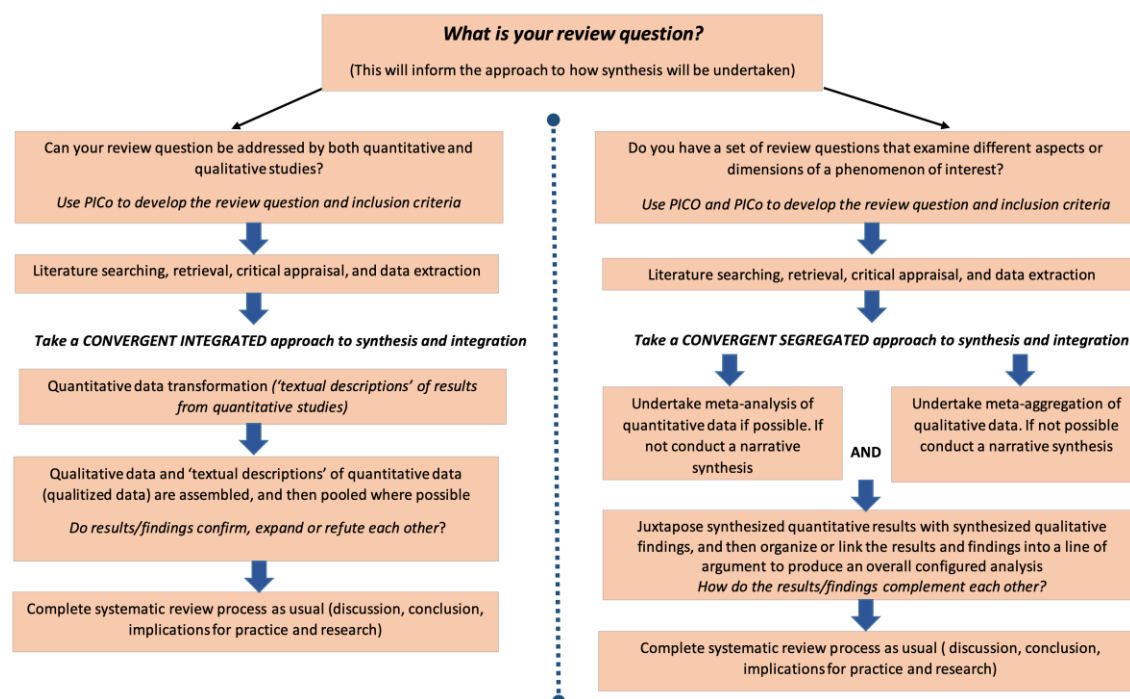 What is your review question?
(This will inform the approach to how synthesis will be undertaken)
Can your review question be addressed by both quantitative and
qualitative studies?
Use PICo to develop the review question and inclusion criteria
Literature searching, retrieval, critical appraisal, and data extraction
Take a CONVERGENT INTEGRATED approach to synthesis and integration
Quantitative data transformation (‘textual descriptions’ of results
from quantitative studies)
Qualitative data and ‘textual descriptions’ of quantitative data
(qualitized data) are assembled, and then pooled where possible
Do results/findings confirm, expand or refute each other?
Complete systematic review process as usual (discussion, conclusion,
implications for practice and research)
Do you have a set of review questions that examine different aspects or
dimensions of a phenomenon of interest?
Use PICO and PICo to develop the review question and inclusion criteria
Literature searching, retrieval, critical appraisal, and data extraction
Take a CONVERGENT SEGREGATED approach to synthesis and integration
Undertake meta-analysis of
quantitative data if possible. If
not conduct a narrative
synthesis
AND
Undertake meta-aggregation of
qualitative data. If not possible
conduct a narrative synthesis
Juxtapose synthesized quantitative results with synthesized qualitative
findings, and then organize or link the results and findings into a line of
argument to produce an overall configured analysis
How do the results/findings complement each other?
Complete systematic review process as usual ( discussion, conclusion,
implications for practice and research)